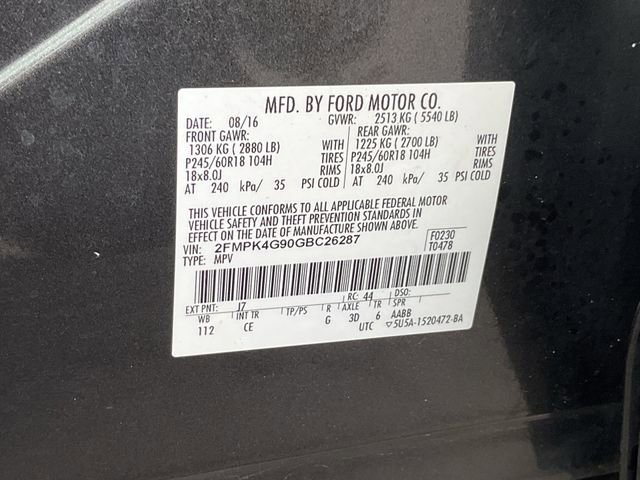 MFD. BY FORD MOTOR CO.
DATE: 08/16 GVWR: 2513 KG ( 5540 LB)
FRONT GAWR: REAR GAWR:
1306 KG ( 2880 LB) WITH 1225 KG ( 2700 LB) WITH
P245/60R18 104H TIRES P245/60R18 104H TIRES
18x8.0J RIMS 18x8.0J RIMS
AT 240 kPa/ 35 PSI COLD AT 240 kPa/ 35 PSI COLD
THIS VEHICLE CONFORMS TO ALL APPLICABLE FEDERAL MOTOR
VEHICLE SAFETY AND THEFT PREVENTION STANDARDS IN
EFFECT ON THE DATE OF MANUFACTURE SHOWN ABOVE.
VIN: 2FMPK4G90GBC26287 F0230
TYPE: MPV T0478
EXT PNT: J7 RC: 44 DSO:
WB INT TR TP/PS R AXLE TR SPR
112 CE G 3D 6 AABB
UTC ▽5U5A-1520472-BA